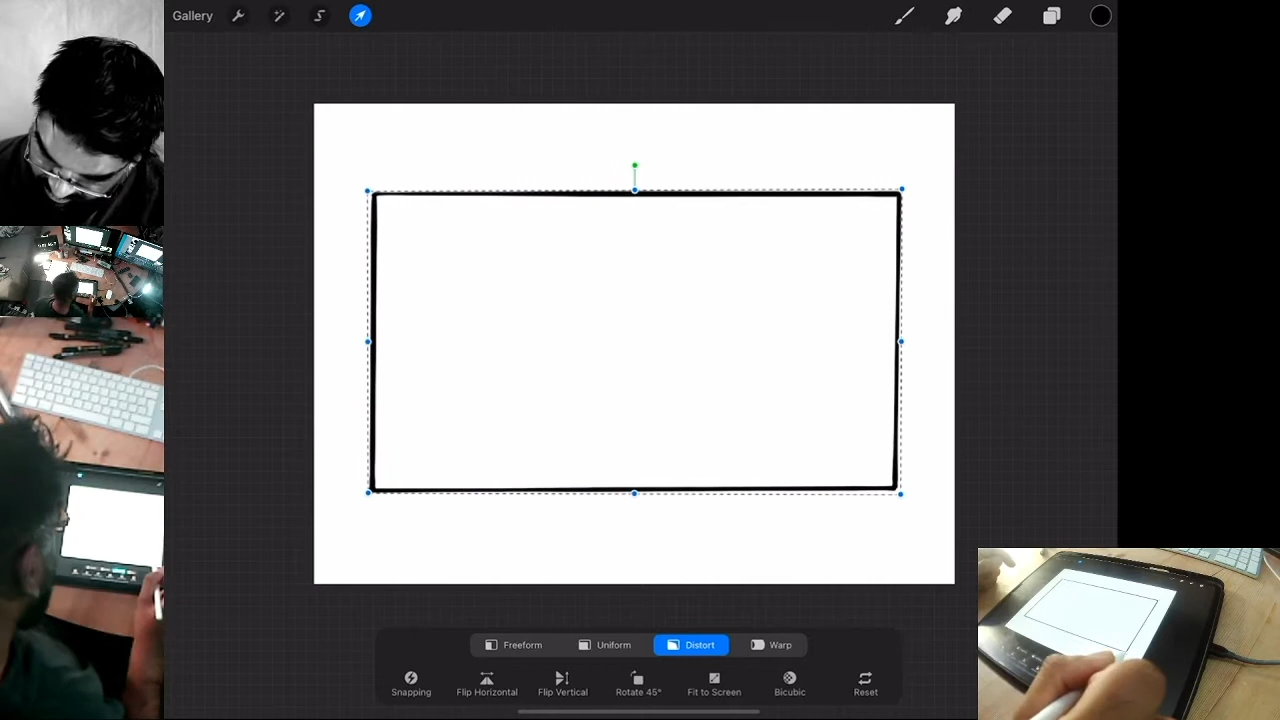 Gallery
Freeform Uniform Distort Warp
Snapping Flip Horizontal Flip Vertical Rotate 45° Fit to Screen Bicubic Reset